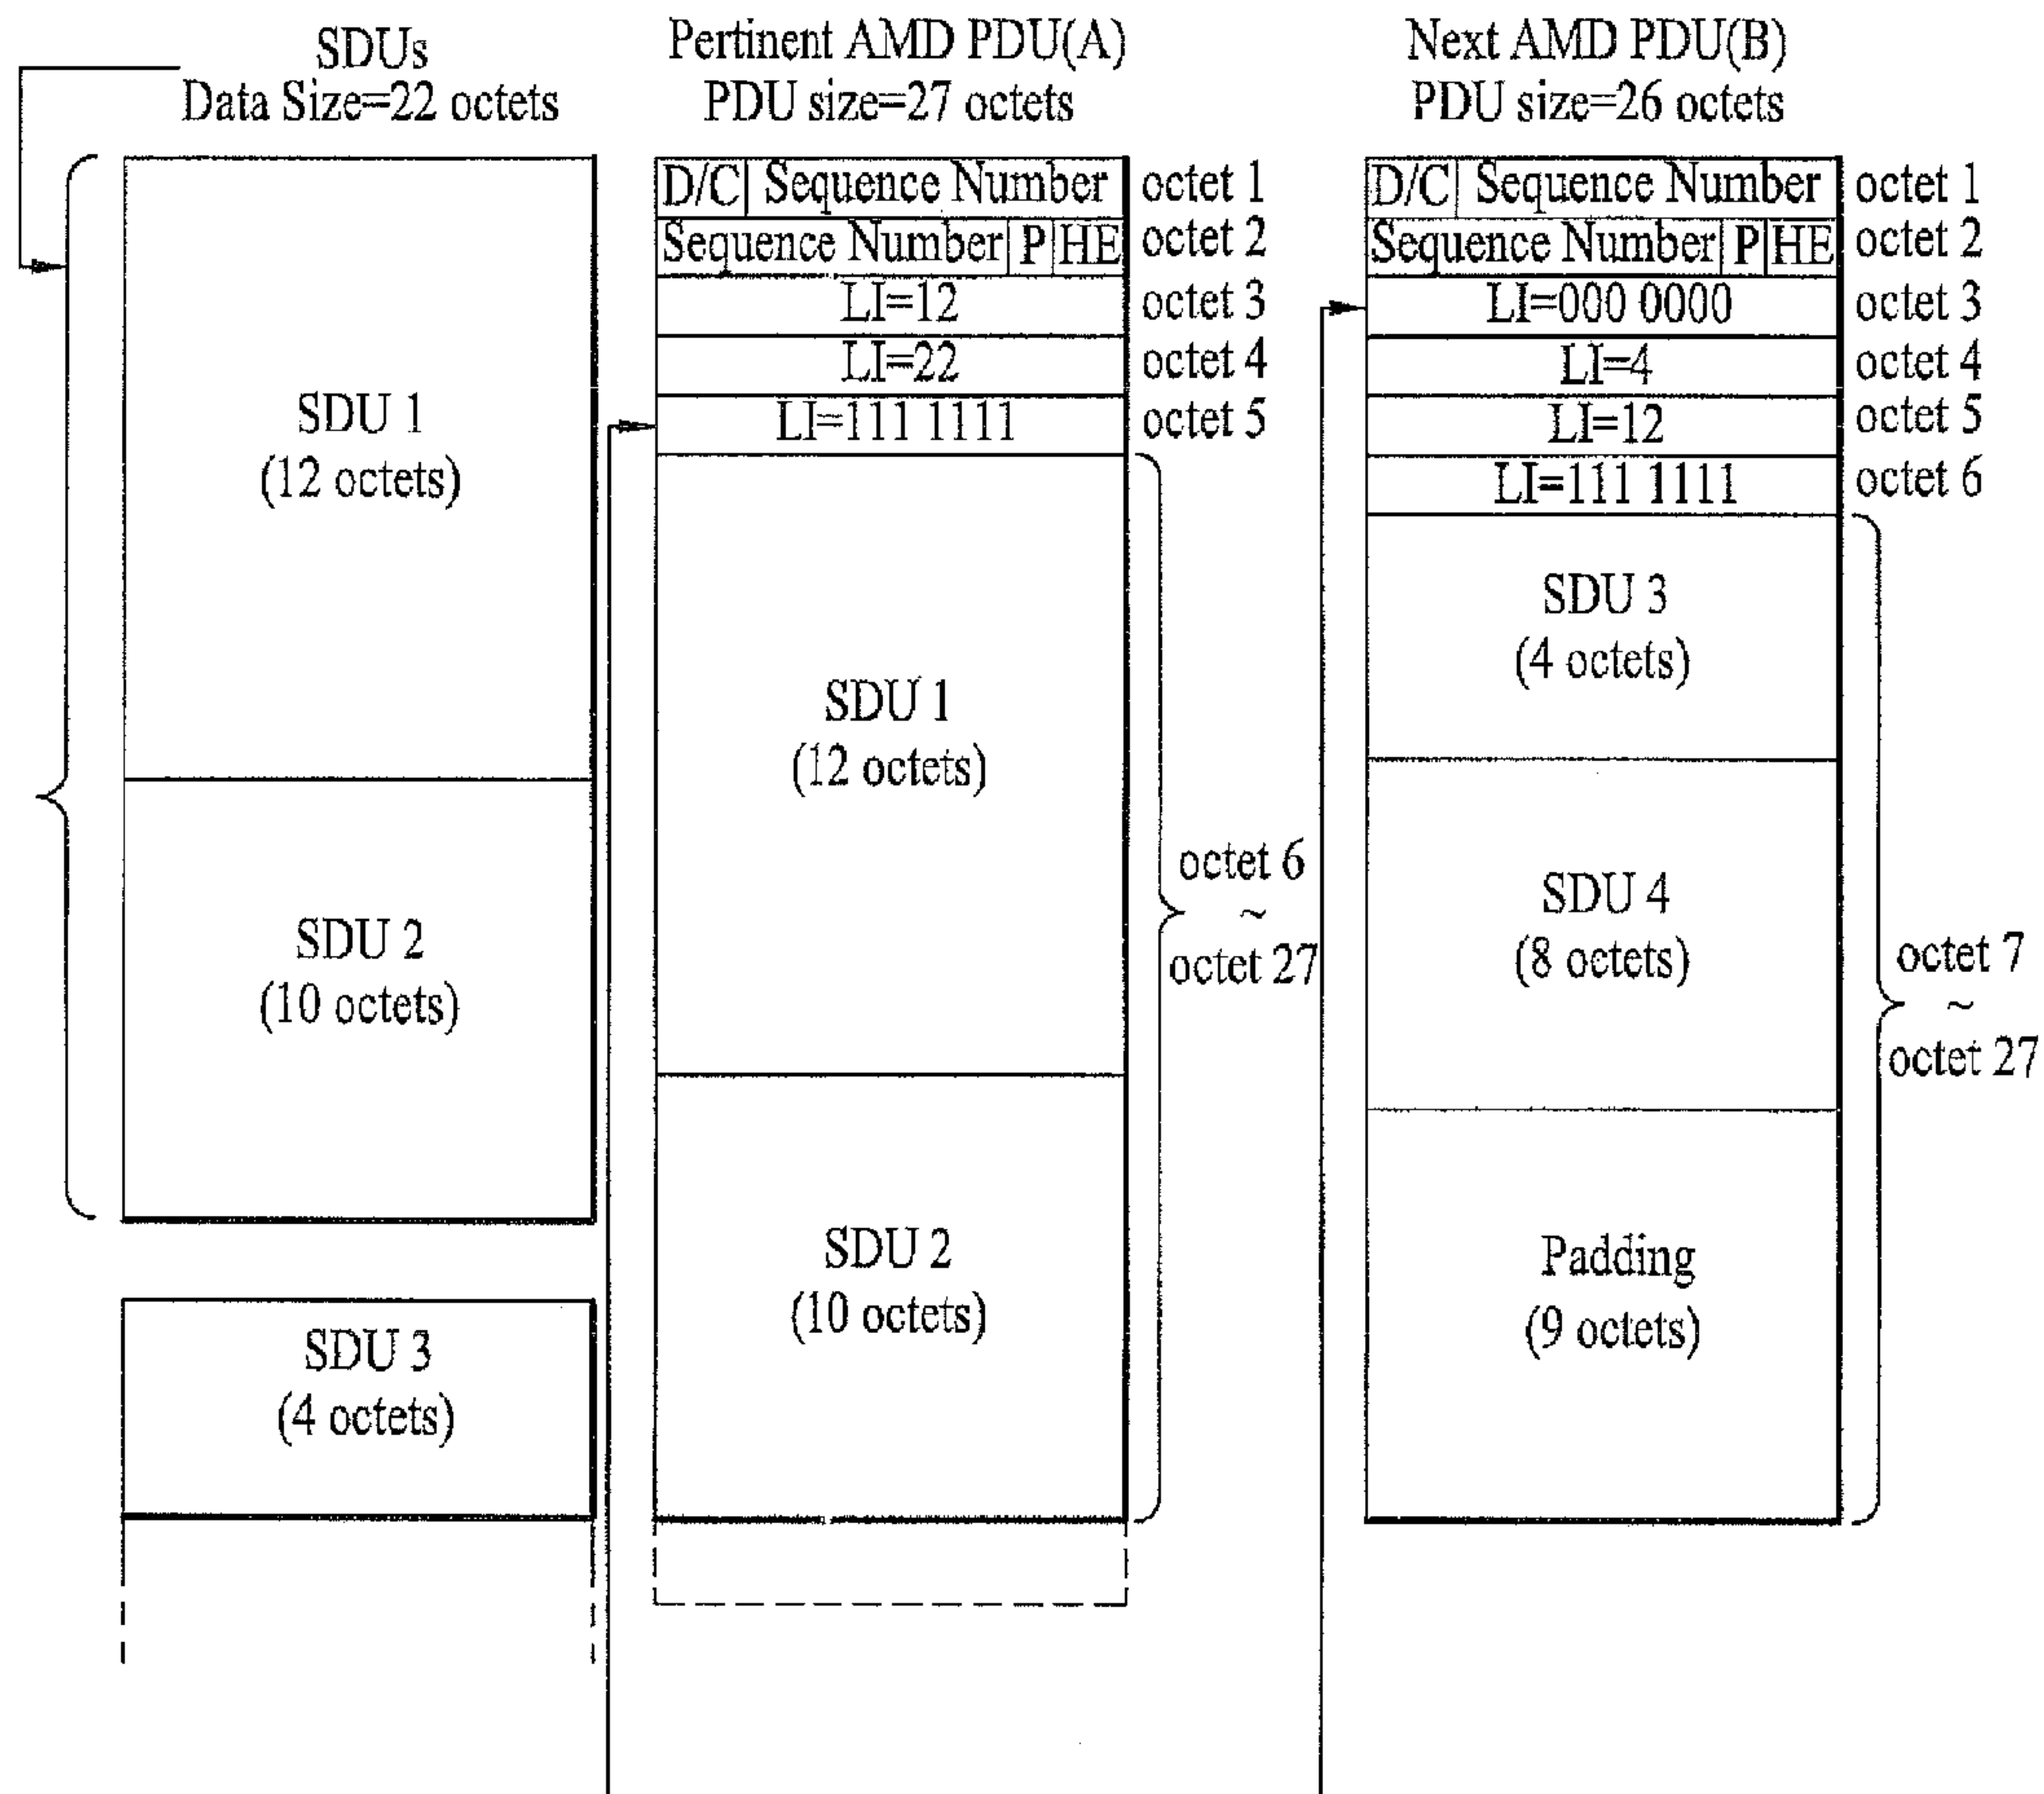 SDUs
Data Size=22 octets
SDU 1
(12 octets)
SDU 2
(10 octets)
SDU 3
(4 octets)
Pertinent AMD PDU(A)
PDU size=27 octets
D/C Sequence Number octet 1
Sequence Number P HE octet 2
LI=12 octet 3
LI=22 octet 4
LI=111 1111 octet 5
SDU 1
(12 octets)
SDU 2
(10 octets)
octet 6
~
octet 27
Next AMD PDU(B)
PDU size=26 octets
D/C Sequence Number octet 1
Sequence Number P HE octet 2
LI=000 0000 octet 3
LI=4 octet 4
LI=12 octet 5
LI=111 1111 octet 6
SDU 3
(4 octets)
SDU 4
(8 octets)
Padding
(9 octets)
octet 7
~
octet 27